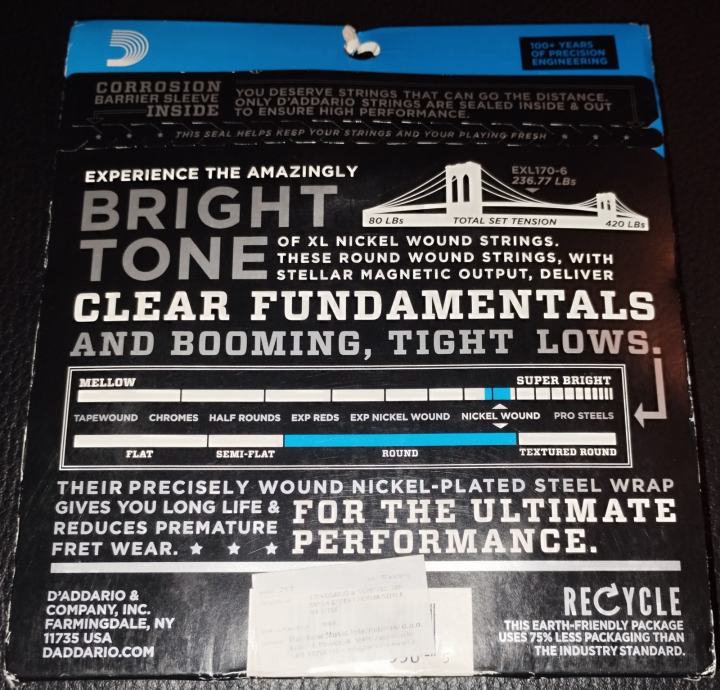 100+ YEARS
OF PRECISION
ENGINEERING
CORROSION
BARRIER SLEEVE
INSIDE
YOU DESERVE STRINGS THAT CAN GO THE DISTANCE.
ONLY D'ADDARIO STRINGS ARE SEALED INSIDE & OUT
TO ENSURE HIGH PERFORMANCE.
THIS SEAL HELPS KEEP YOUR STRINGS AND YOUR PLAYING FRESH
EXPERIENCE THE AMAZINGLY
BRIGHT
TONE
EXL170-6
236.77 LBs
80 LBs
TOTAL SET TENSION
420 LBs
OF XL NICKEL WOUND STRINGS.
THESE ROUND WOUND STRINGS, WITH
STELLAR MAGNETIC OUTPUT, DELIVER
CLEAR FUNDAMENTALS
AND BOOMING, TIGHT LOWS.
MELLOW
SUPER BRIGHT
TAPEWOUND CHROMES HALF ROUNDS EXP REDS EXP NICKEL WOUND NICKEL WOUND PRO STEELS
FLAT SEMI-FLAT ROUND TEXTURED ROUND
THEIR PRECISELY WOUND NICKEL-PLATED STEEL WRAP
GIVES YOU LONG LIFE &
REDUCES PREMATURE
FRET WEAR. ★ ★ ★
FOR THE ULTIMATE
PERFORMANCE.
D'ADDARIO &
COMPANY, INC.
FARMINGDALE, NY
11735 USA
DADDARIO.COM
RECYCLE
THIS EARTH-FRIENDLY PACKAGE
USES 75% LESS PACKAGING THAN
THE INDUSTRY STANDARD.